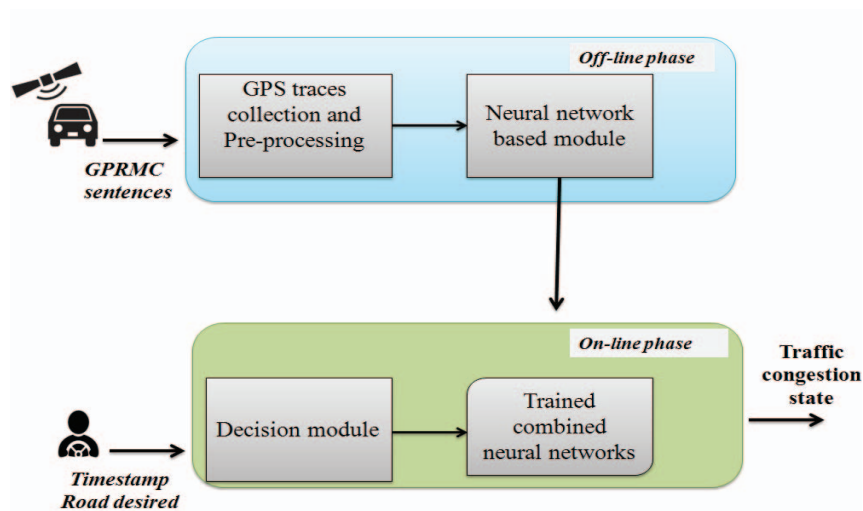 Off-line phase
GPS traces
collection and
Pre-processing
Neural network
based module
GPRMC
sentences
On-line phase
Traffic
congestion
state
Decision module
Trained
combined
neural networks
Timestamp
Road desired